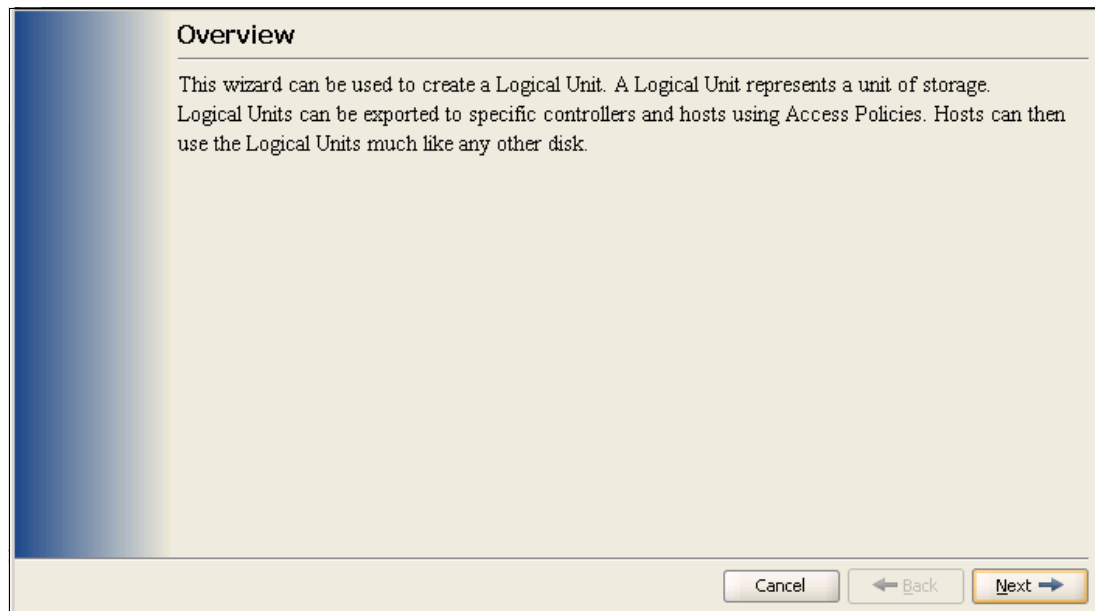 Overview
This wizard can be used to create a Logical Unit. A Logical Unit represents a unit of storage.
Logical Units can be exported to specific controllers and hosts using Access Policies. Hosts can then
use the Logical Units much like any other disk.
Cancel
Back
Next